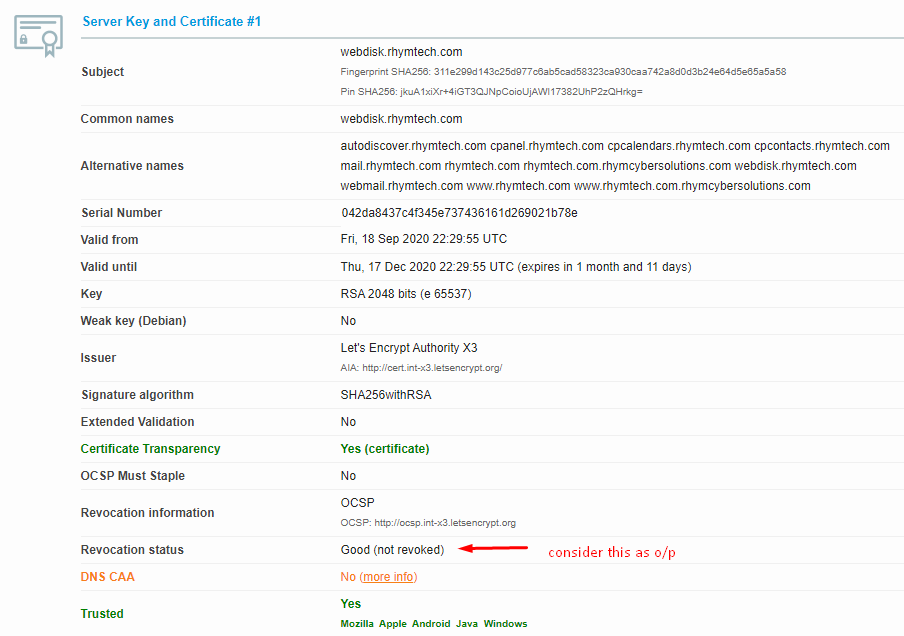 Server Key and Certificate #1
Subject
webdisk.rhymtech.com
Fingerprint SHA256: 311e299d143c25d977c6ab5cad58323ca930caa742a8d0d3b24e64d5e65a5a58
Pin SHA256: jkuA1xiXr+4iGT3QJNpCoioUjAWI17382UhP2zQHrkg=
Common names webdisk.rhymtech.com
Alternative names
autodiscover.rhymtech.com cpanel.rhymtech.com cpcalendars.rhymtech.com cpcontacts.rhymtech.com
mail.rhymtech.com rhymtech.com rhymtech.com.rhymcybersolutions.com webdisk.rhymtech.com
webmail.rhymtech.com www.rhymtech.com www.rhymtech.com.rhymcybersolutions.com
Serial Number 042da8437c4f345e737436161d269021b78e
Valid from Fri, 18 Sep 2020 22:29:55 UTC
Valid until Thu, 17 Dec 2020 22:29:55 UTC (expires in 1 month and 11 days)
Key RSA 2048 bits (e 65537)
Weak key (Debian) No
Issuer
Let's Encrypt Authority X3
AIA: http://cert.int-x3.letsencrypt.org/
Signature algorithm SHA256withRSA
Extended Validation No
Certificate Transparency Yes (certificate)
OCSP Must Staple No
Revocation information
OCSP
OCSP: http://ocsp.int-x3.letsencrypt.org
Revocation status Good (not revoked) consider this as o/p
DNS CAA No (more info)
Trusted
Yes
Mozilla Apple Android Java Windows